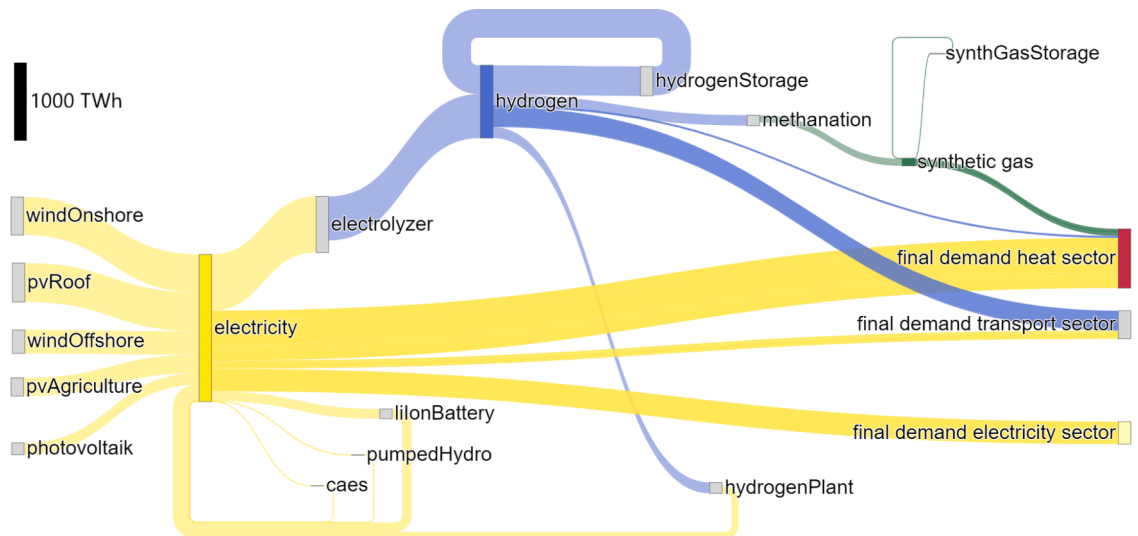 synthGasStorage
hydrogenStorage
1000 TWh
hydrogen
methanation
synthetic gas
windOnshore
electrolyzer
final demand heat sector
pvRoof
electricity
final demand transport sector
windOffshore
pvAgriculture
liIonBattery
final demand electricity sector
photovoltaik
pumpedHydro
caes
hydrogenPlant